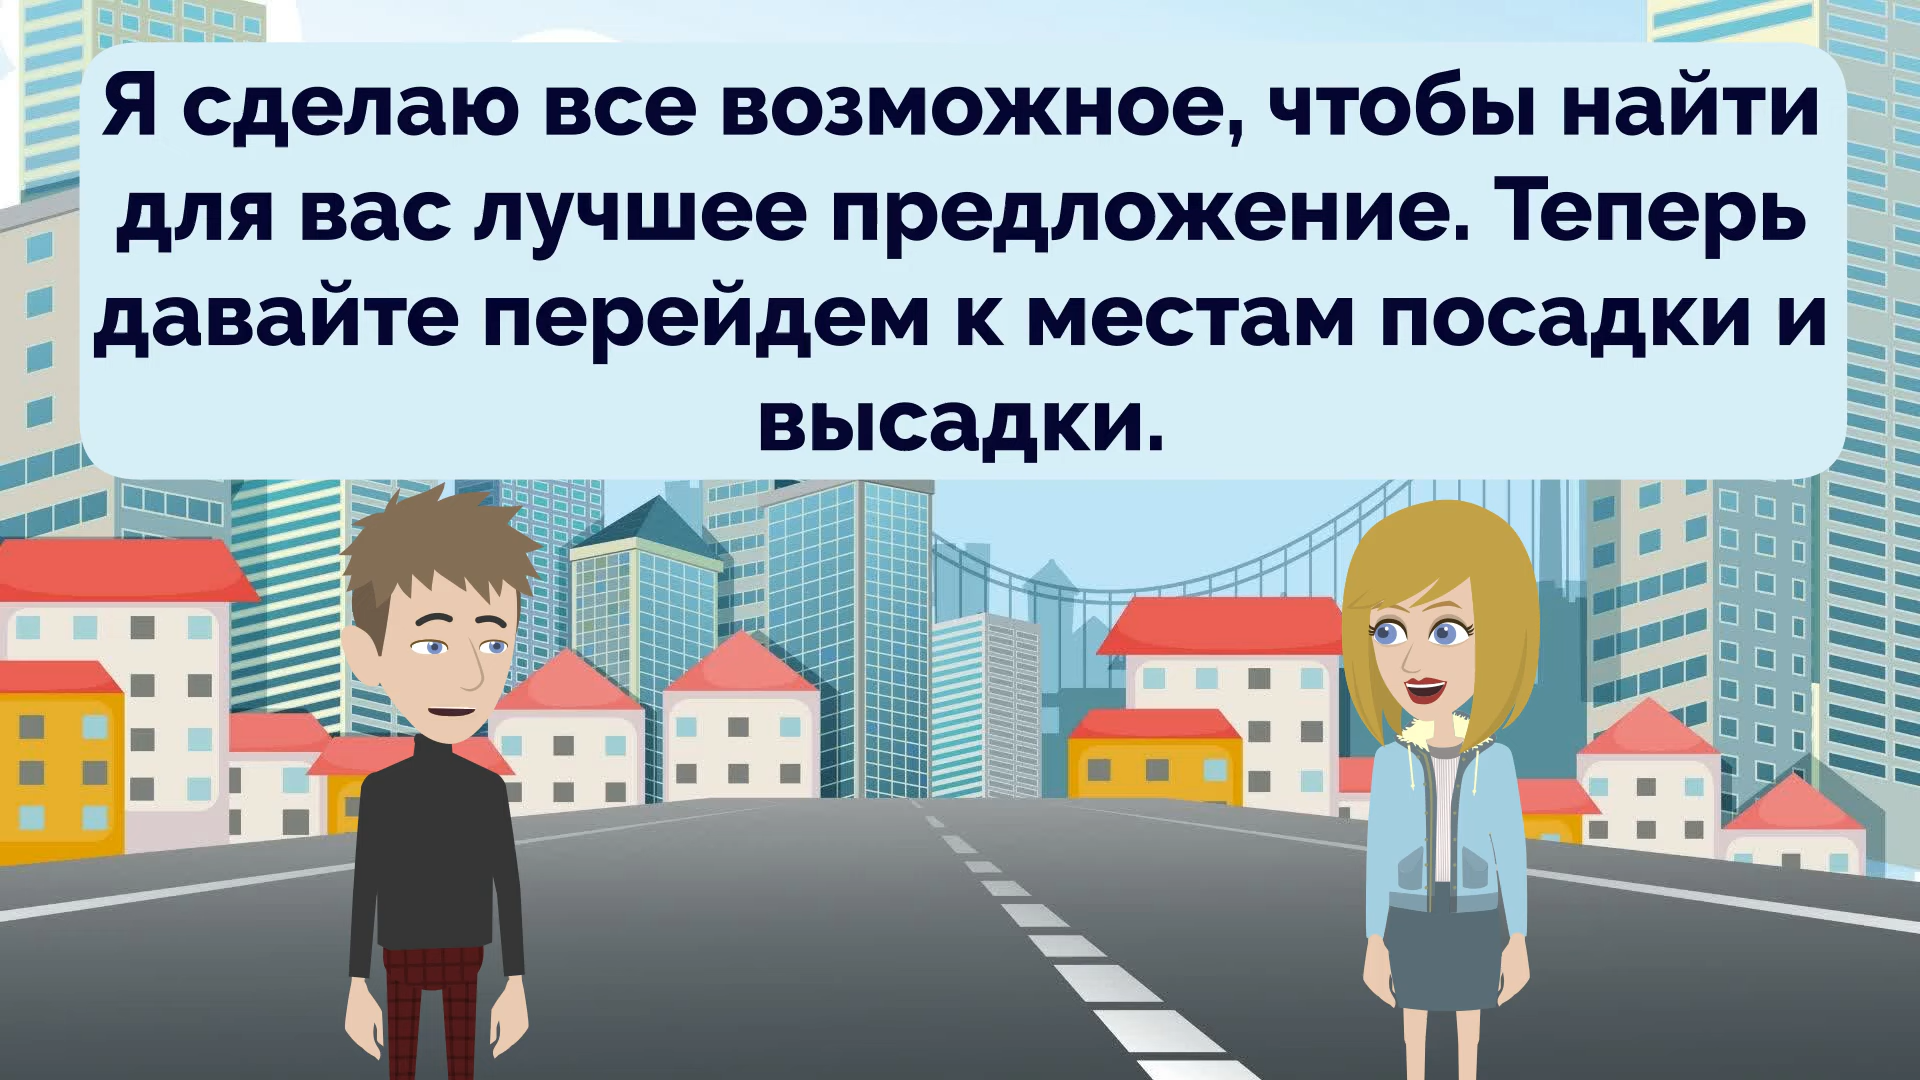 Я сделаю все возможное, чтобы найти
для вас лучшее предложение. Теперь
давайте перейдем к местам посадки и
высадки.